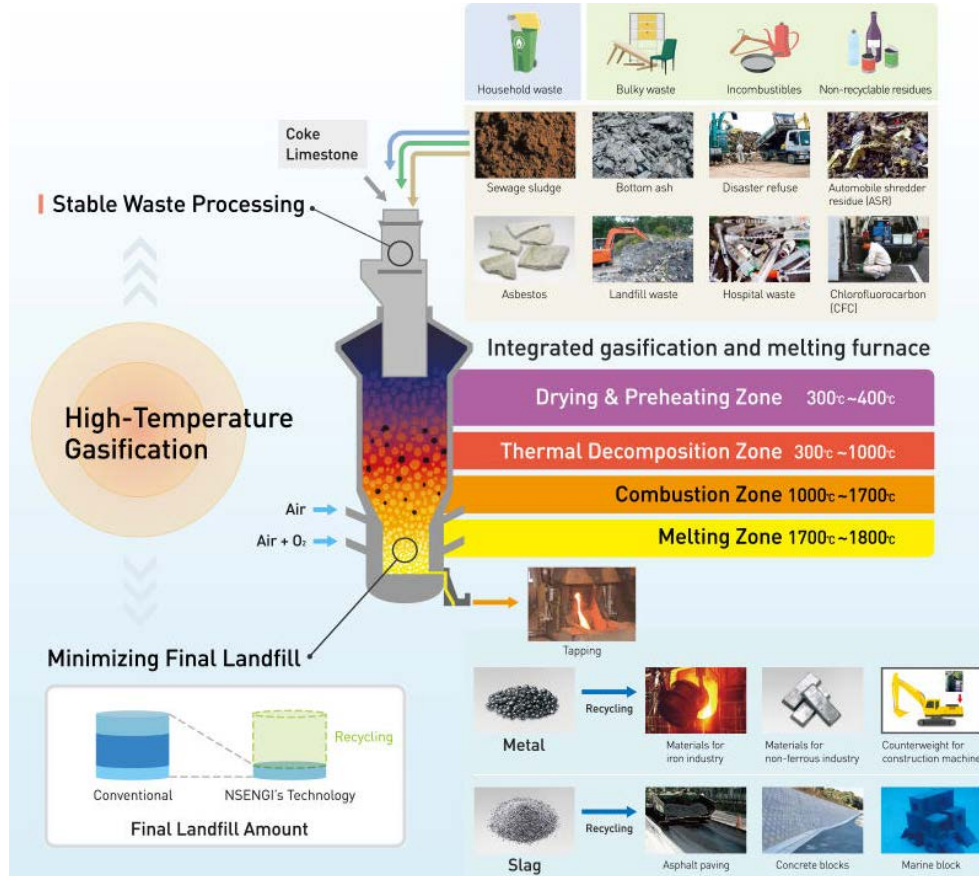 Household waste
Bulky waste
Incombustibles
Non-recyclable residues
Coke
Limestone
Sewage sludge
Bottom ash
Disaster refuse
Automobile shredder
residue (ASR)
Stable Waste Processing
Asbestos
Landfill waste
Hospital waste
Chlorofluorocarbon
(CFC)
Integrated gasification and melting furnace
High-Temperature
Gasification
Drying & Preheating Zone 300℃~400℃
Thermal Decomposition Zone 300℃~1000℃
Combustion Zone 1000℃~1700℃
Melting Zone 1700℃~1800℃
Air
Air + O₂
Tapping
Minimizing Final Landfill
Recycling
Conventional
NSENGI's Technology
Final Landfill Amount
Metal
Recycling
Materials for
iron industry
Materials for
non-ferrous industry
Counterweight for
construction machine
Slag
Recycling
Asphalt paving
Concrete blocks
Marine block